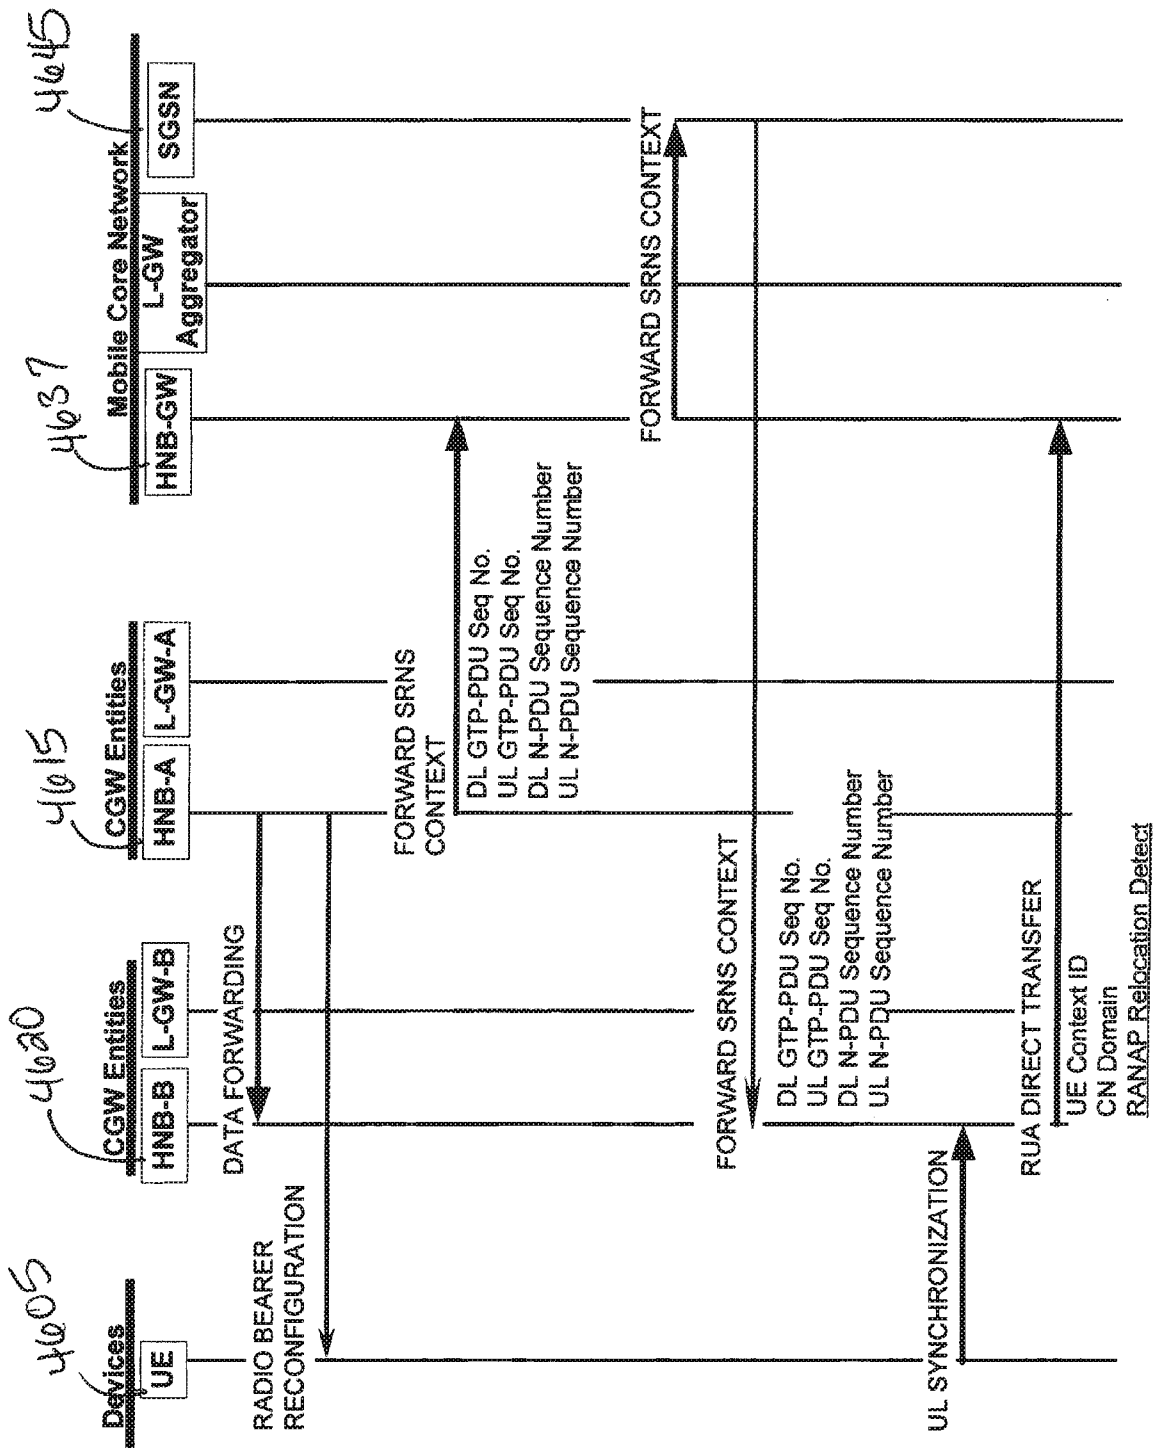 4605
4620
4615
4637
4645
Devices
CGW Entities
CGW Entities
Mobile Core Network
UE
HNB-B
L-GW-B
HNB-A
L-GW-A
HNB-GW
L-GW
Aggregator
SGSN
DATA FORWARDING
RADIO BEARER
RECONFIGURATION
FORWARD SRNS
CONTEXT
DL GTP-PDU Seq No.
UL GTP-PDU Seq No.
DL N-PDU Sequence Number
UL N-PDU Sequence Number
FORWARD SRNS CONTEXT
FORWARD SRNS CONTEXT
DL GTP-PDU Seq No.
UL GTP-PDU Seq No.
DL N-PDU Sequence Number
UL N-PDU Sequence Number
UL SYNCHRONIZATION
RUA DIRECT TRANSFER
UE Context ID
CN Domain
RANAP Relocation Detect